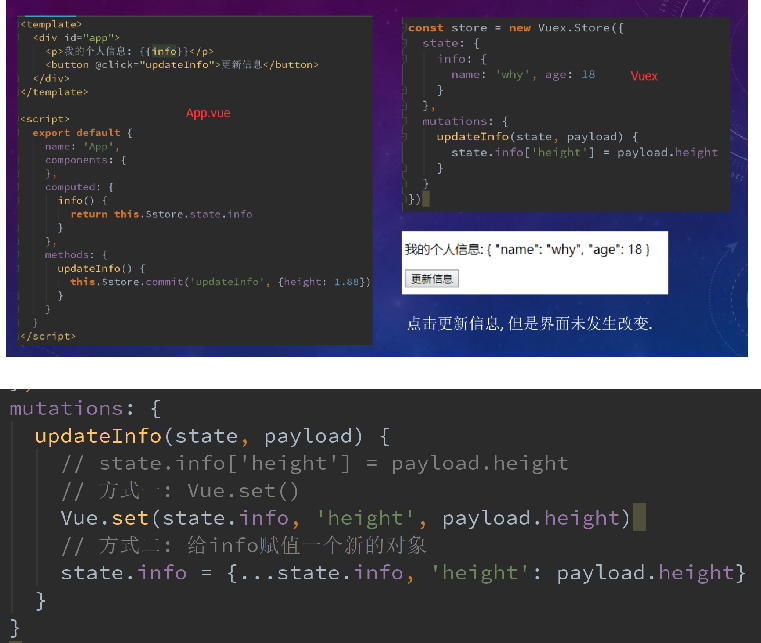 <template>
<div id="app">
<p>我的个人信息: {{info}}</p>
<button @click="updateInfo">更新信息</button>
</div>
</template>
<script>
export default {
name: 'App',
components: {
},
computed: {
info() {
return this.$store.state.info
}
},
methods: {
updateInfo() {
this.$store.commit('updateInfo', {height: 1.88})
}
}
}
</script>
App.vue
const store = new Vuex.Store({
state: {
info: {
name: 'why', age: 18
}
},
mutations: {
updateInfo(state, payload) {
state.info['height'] = payload.height
}
}
})
Vuex
我的个人信息: { "name": "why", "age": 18 }
更新信息
点击更新信息, 但是界面未发生改变.
mutations: {
updateInfo(state, payload) {
// state.info['height'] = payload.height
// 方式一: Vue.set()
Vue.set(state.info, 'height', payload.height)
// 方式二: 给info赋值一个新的对象
state.info = {...state.info, 'height': payload.height}
}
}